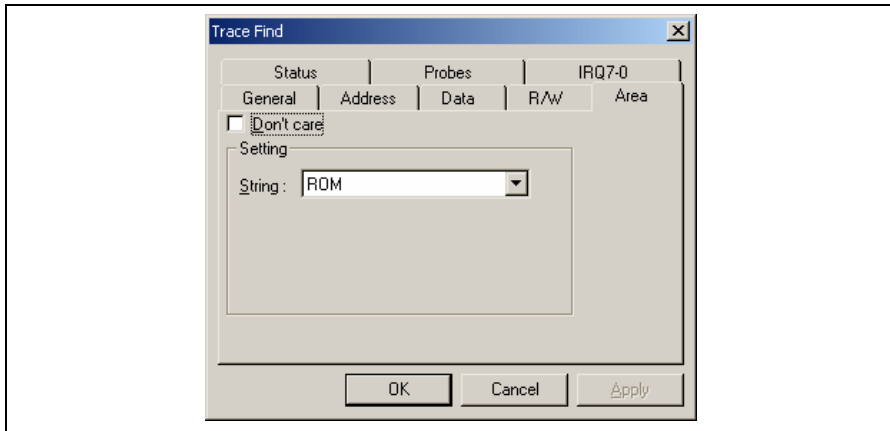 Trace Find
Status Probes IRQ7-0
General Address Data R/W Area
Don't care
Setting
String : ROM
OK Cancel Apply